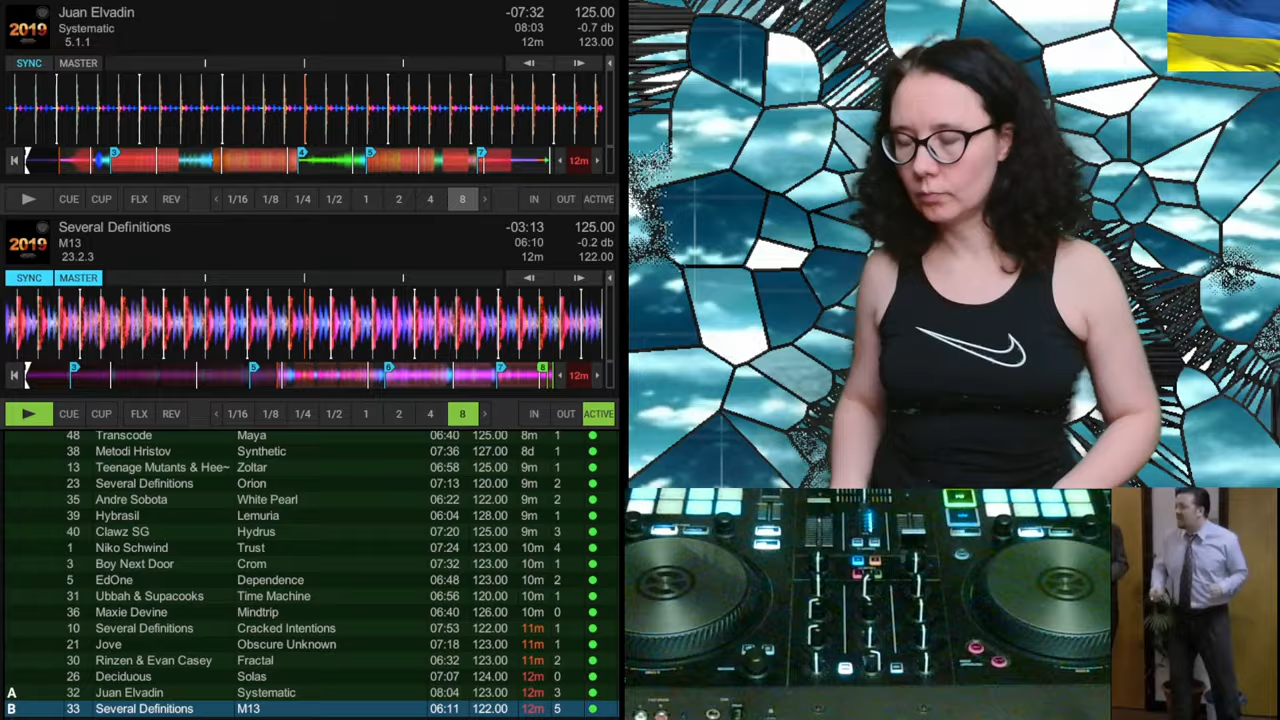 2019 Juan Elvadin -07:32 125.00
Systematic 08:03 -0.7 db
5.1.1 12m 123.00
SYNC MASTER
3 4 5 7 12m
CUE CUP FLX REV 1/16 1/8 1/4 1/2 1 2 4 8 IN OUT ACTIVE
2019 Several Definitions -03:13 125.00
M13 06:10 -0.2 db
23.2.3 12m 122.00
SYNC MASTER
3 5 6 7 8 12m
CUE CUP FLX REV 1/16 1/8 1/4 1/2 1 2 4 8 IN OUT ACTIVE
48 Transcode Maya 06:40 125.00 8m 1
38 Metodi Hristov Synthetic 07:36 127.00 8d 1
13 Teenage Mutants & Hee~ Zoltar 06:58 125.00 9m 1
23 Several Definitions Orion 07:13 120.00 9m 2
35 Andre Sobota White Pearl 06:22 122.00 9m 2
39 Hybrasil Lemuria 06:04 128.00 9m 1
40 Clawz SG Hydrus 07:20 125.00 9m 3
1 Niko Schwind Trust 07:24 123.00 10m 4
3 Boy Next Door Crom 07:32 123.00 10m 1
5 EdOne Dependence 06:48 123.00 10m 2
31 Ubbah & Supacooks Time Machine 06:56 120.00 10m 1
36 Maxie Devine Mindtrip 06:40 126.00 10m 0
10 Several Definitions Cracked Intentions 07:53 122.00 11m 1
21 Jove Obscure Unknown 07:18 123.00 11m 1
30 Rinzen & Evan Casey Fractal 06:32 123.00 11m 2
26 Deciduous Solas 07:07 124.00 12m 0
A 32 Juan Elvadin Systematic 08:04 123.00 12m 3
B 33 Several Definitions M13 06:11 122.00 12m 5